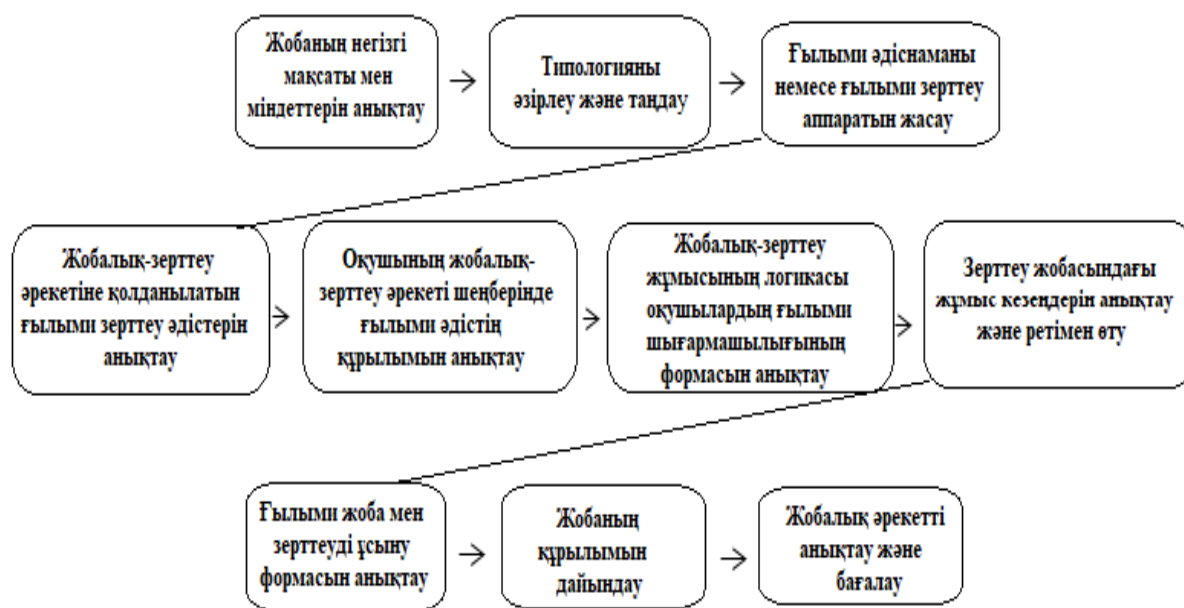 Жобаның негізгі
мақсаты мен
міндеттерін анықтау
Типологияны
әзірлеу және таңдау
Ғылыми әдіснаманы
немесе ғылыми зерттеу
аппаратын жасау
Жобалық-зерттеу
әрекетіне қолданылатын
ғылыми зерттеу әдістерін
анықтау
Оқушының жобалық-
зерттеу әрекеті шеңберінде
ғылыми әдістің
құрылымын анықтау
Жобалық-зерттеу
жұмысының логикасы
оқушылардың ғылыми
шығармашылығының
формасын анықтау
Зерттеу жобасындағы
жұмыс кезеңдерін анықтау
және ретімен өту
Ғылыми жоба мен
зерттеуді ұсыну
формасын анықтау
Жобаның
құрылымын
дайындау
Жобалық әрекетті
анықтау және
бағалау